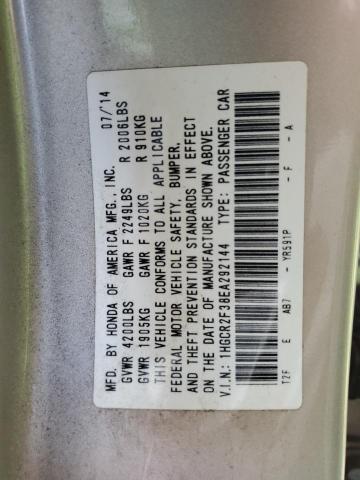 MFD. BY HONDA OF AMERICA MFG., INC. 07/'14
GVWR 4200LBS GAWR F 2249LBS R 2006LBS
GVWR 1905KG GAWR F 1020KG R 910KG
THIS VEHICLE CONFORMS TO ALL APPLICABLE
FEDERAL MOTOR VEHICLE SAFETY, BUMPER,
AND THEFT PREVENTION STANDARDS IN EFFECT
ON THE DATE OF MANUFACTURE SHOWN ABOVE.
V.I.N.: 1HGCR2F38EA292144 TYPE: PASSENGER CAR
T2F E AB7 - YR591P - F - A